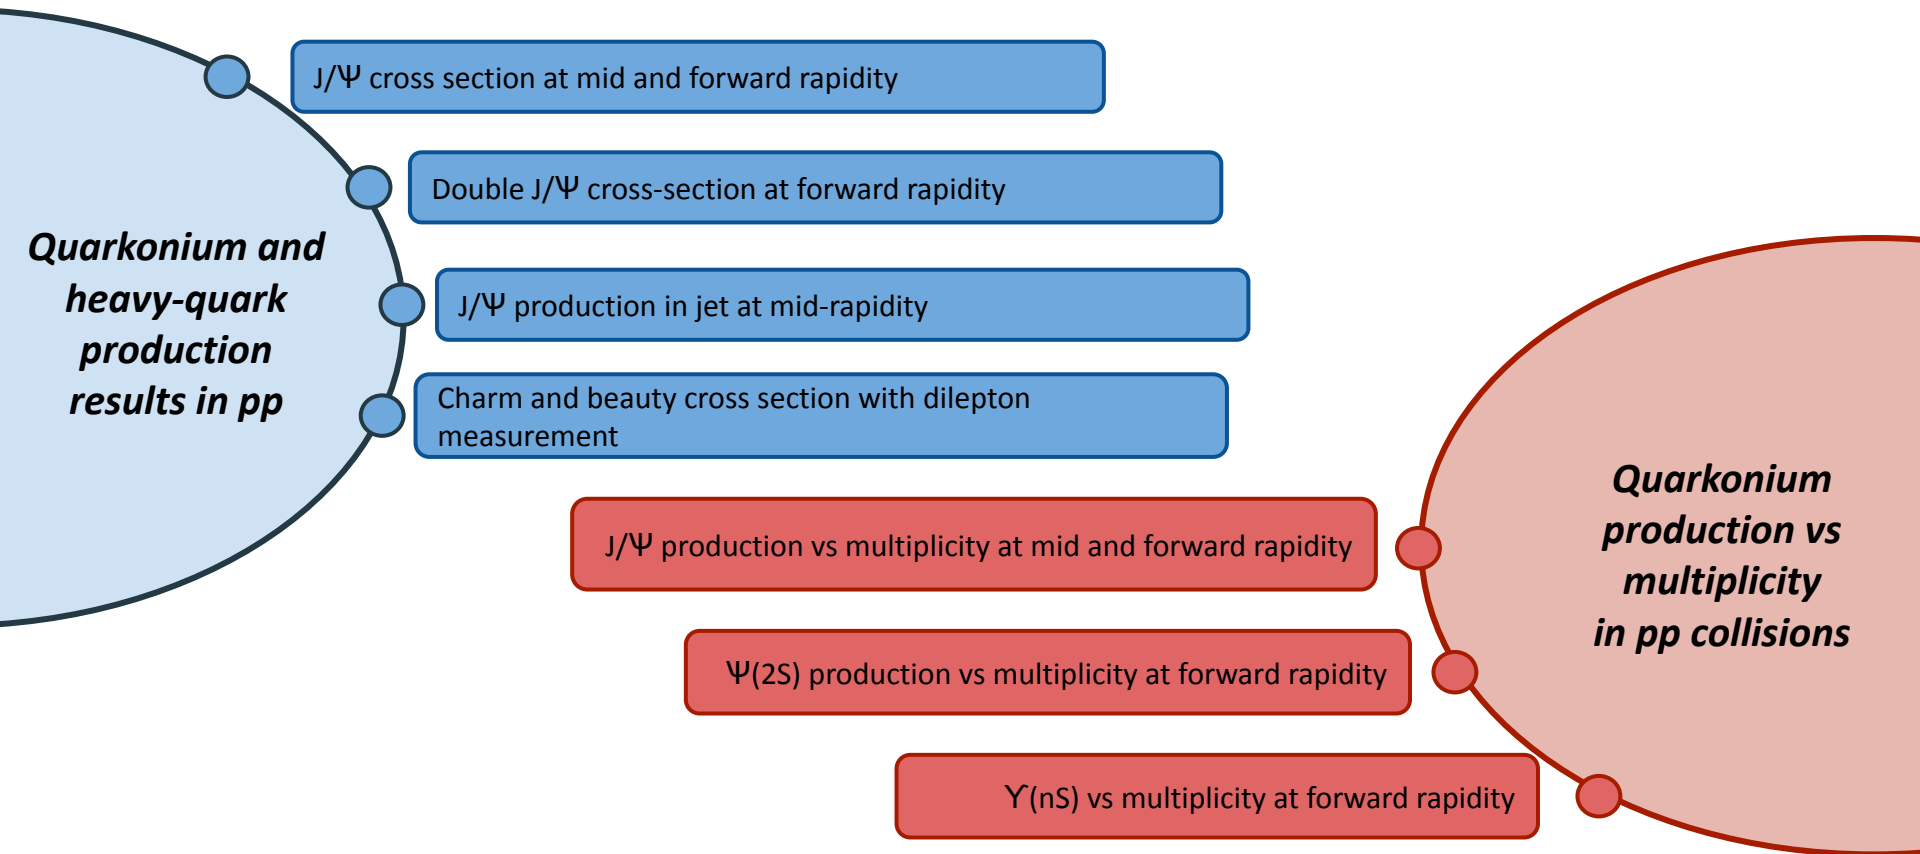 J/Ψ cross section at mid and forward rapidity
Double J/Ψ cross-section at forward rapidity
Quarkonium and
heavy-quark
production
results in pp
J/Ψ production in jet at mid-rapidity
Charm and beauty cross section with dilepton
measurement
J/Ψ production vs multiplicity at mid and forward rapidity
Ψ(2S) production vs multiplicity at forward rapidity
ϒ(nS) vs multiplicity at forward rapidity
Quarkonium
production vs
multiplicity
in pp collisions